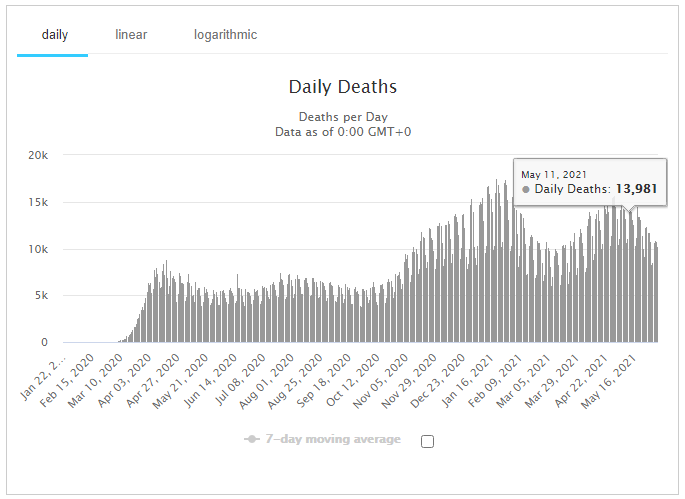 daily linear logarithmic
Daily Deaths
Deaths per Day
Data as of 0:00 GMT+0
20k
May 11, 2021
● Daily Deaths: 13,981
15k
10k
5k
0
Jan 22, 2... Feb 15, 2020 Mar 10, 2020 Apr 03, 2020 Apr 27, 2020 May 21, 2020 Jun 14, 2020 Jul 08, 2020 Aug 01, 2020 Aug 25, 2020 Sep 18, 2020 Oct 12, 2020 Nov 05, 2020 Nov 29, 2020 Dec 23, 2020 Jan 16, 2021 Feb 09, 2021 Mar 05, 2021 Mar 29, 2021 Apr 22, 2021 May 16, 2021
7-day moving average